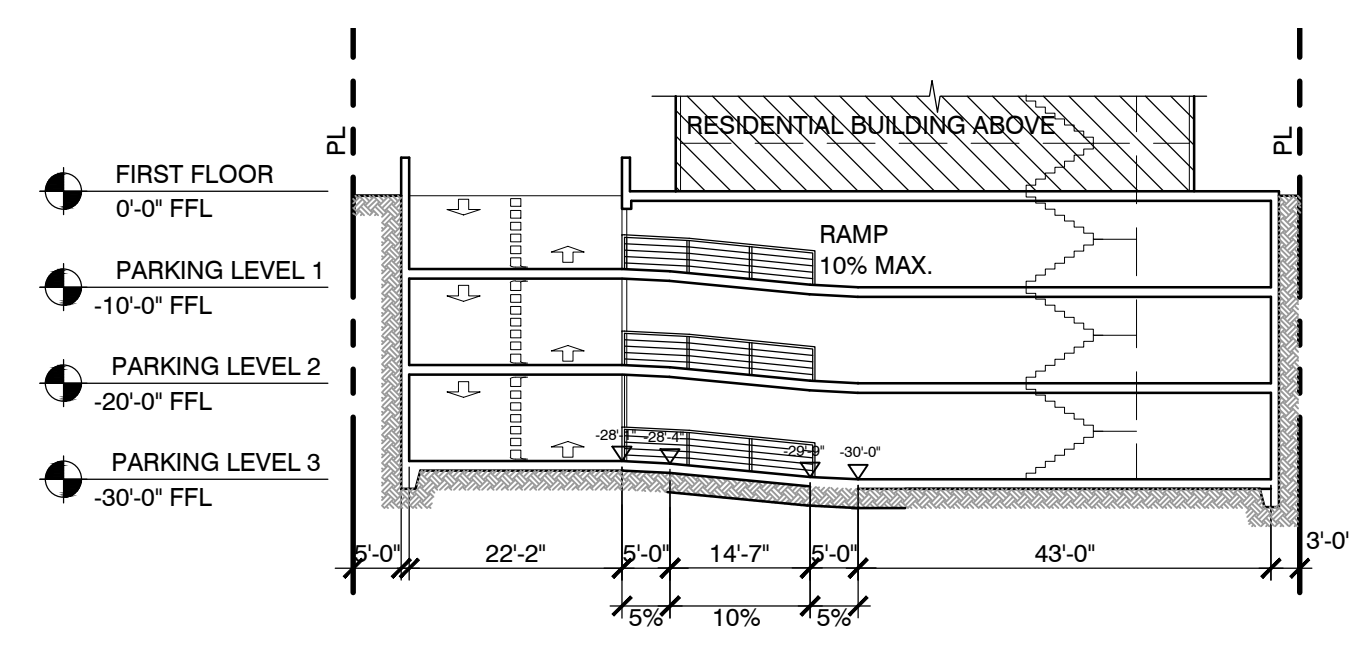 RESIDENTIAL BUILDING ABOVE
PL
PL
FIRST FLOOR
0'-0" FFL
RAMP
10% MAX.
PARKING LEVEL 1
-10'-0" FFL
PARKING LEVEL 2
-20'-0" FFL
-28'-1"
-28'-4"
-29'-9"
-30'-0"
PARKING LEVEL 3
-30'-0" FFL
5'-0"
22'-2"
5'-0"
14'-7"
5'-0"
43'-0"
3'-0'
5%
10%
5%